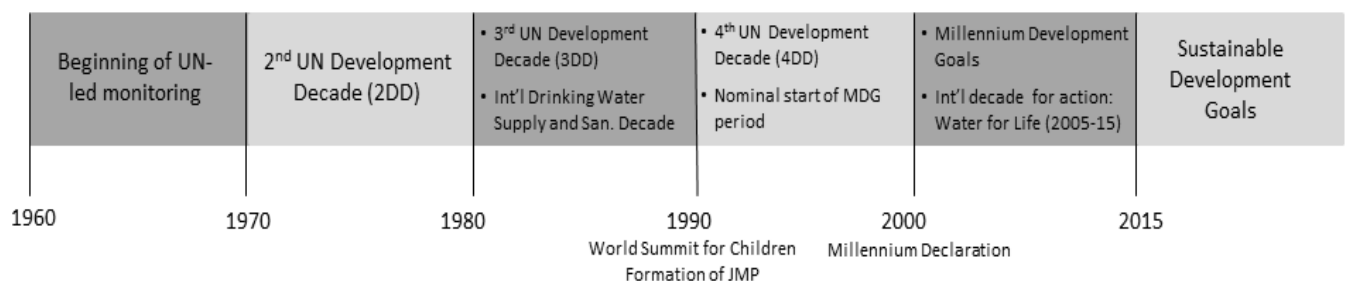 Beginning of UN-
led monitoring
2nd UN Development
Decade (2DD)
• 3rd UN Development
Decade (3DD)
• Int'l Drinking Water
Supply and San. Decade
• 4th UN Development
Decade (4DD)
• Nominal start of MDG
period
• Millennium Development
Goals
• Int'l decade for action:
Water for Life (2005-15)
Sustainable
Development
Goals
1960
1970
1980
1990
2000
2015
World Summit for Children
Formation of JMP
Millennium Declaration